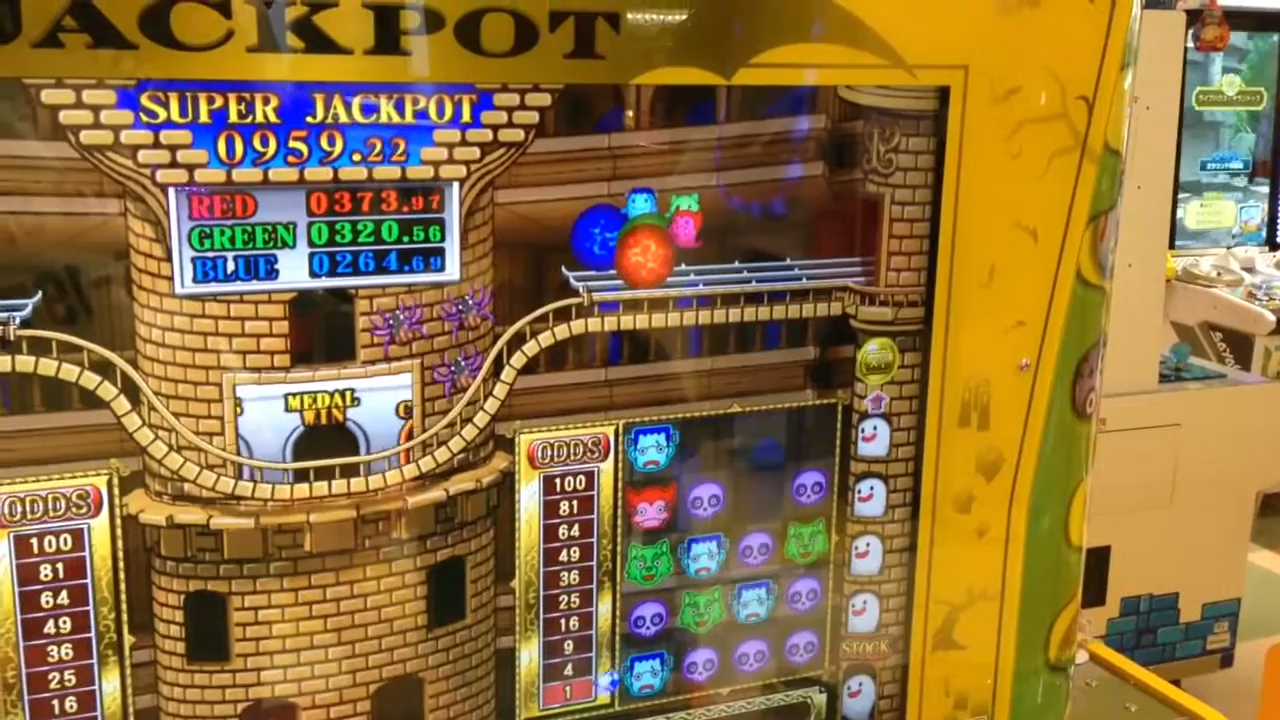 JACKPOT
SUPER JACKPOT
0959.22
RED 0373.97
GREEN 0320.56
BLUE 0264.69
MEDAL
WIN
ODDS
100
81
64
49
36
25
16
9
4
1
STOCK
ODDS
100
81
64
49
36
25
16